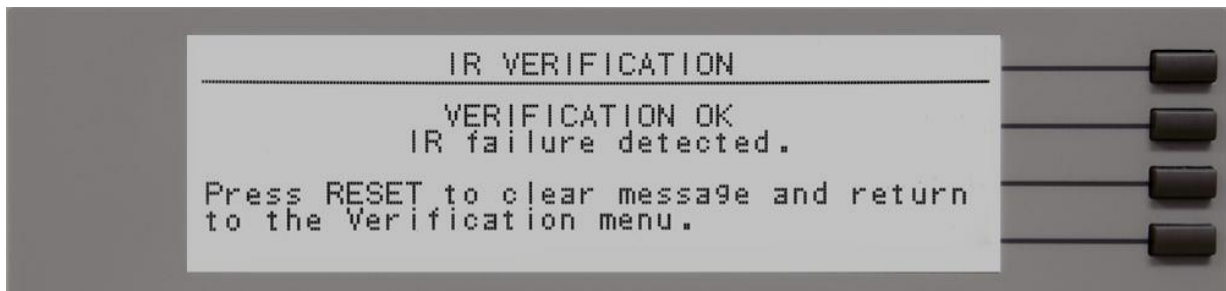 IR VERIFICATION
VERIFICATION OK
IR failure detected.
Press RESET to clear message and return
to the Verification menu.